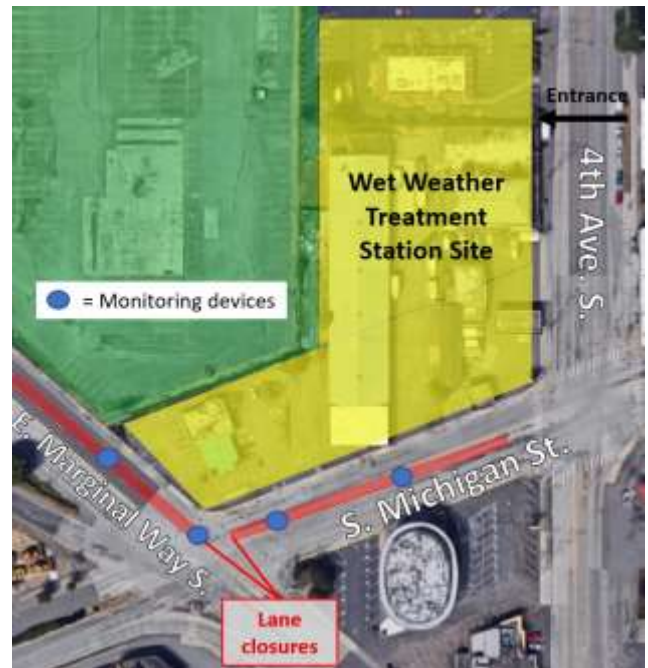 Entrance
4th Ave. S.
Wet Weather
Treatment
Station Site
= Monitoring devices
E. Marginal Way S.
S. Michigan St.
Lane
closures